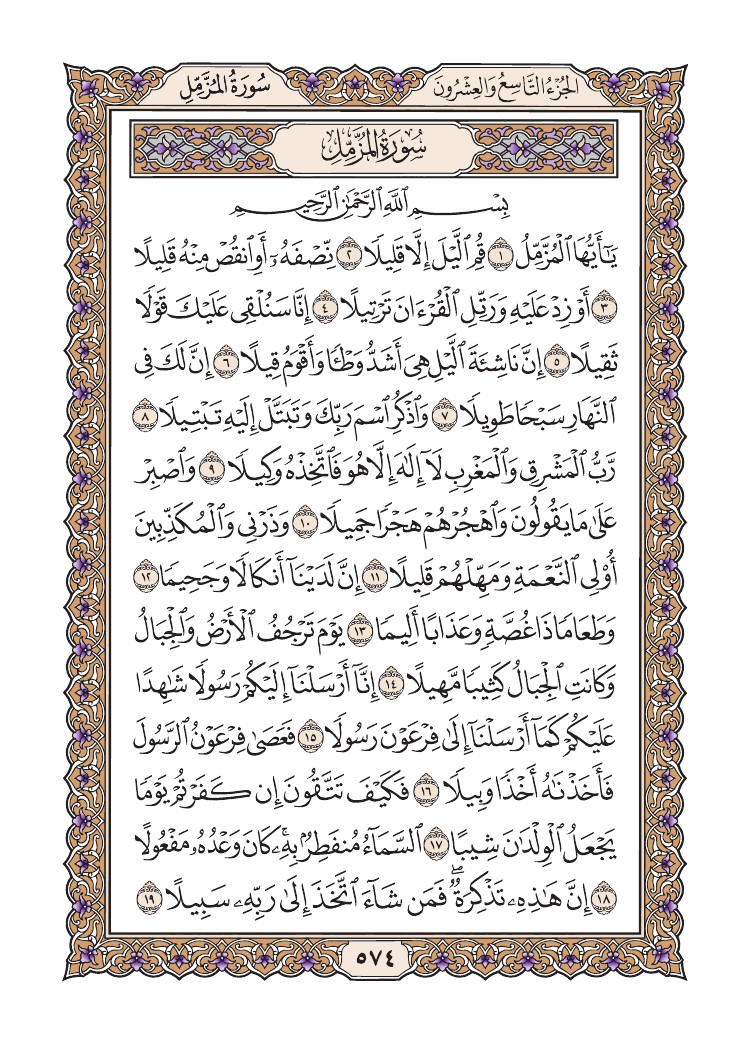 الجُزْءُ التَّاسِعُ وَالعِشْرُونَ
سُورَةُ المُزَّمِّلِ
سُورَةُ المُزَّمِّلِ
بِسْمِ ٱللَّهِ ٱلرَّحْمَٰنِ ٱلرَّحِيمِ
يَٰٓأَيُّهَا ٱلْمُزَّمِّلُ ١ قُمِ ٱلَّيْلَ إِلَّا قَلِيلًا ٢ نِّصْفَهُۥٓ أَوِ ٱنقُصْ مِنْهُ قَلِيلًا
٣ أَوْ زِدْ عَلَيْهِ وَرَتِّلِ ٱلْقُرْءَانَ تَرْتِيلًا ٤ إِنَّا سَنُلْقِى عَلَيْكَ قَوْلًا
ثَقِيلًا ٥ إِنَّ نَاشِئَةَ ٱلَّيْلِ هِىَ أَشَدُّ وَطْـًٔا وَأَقْوَمُ قِيلًا ٦ إِنَّ لَكَ فِى
ٱلنَّهَارِ سَبْحًا طَوِيلًا ٧ وَٱذْكُرِ ٱسْمَ رَبِّكَ وَتَبَتَّلْ إِلَيْهِ تَبْتِيلًا ٨
رَّبُّ ٱلْمَشْرِقِ وَٱلْمَغْرِبِ لَآ إِلَٰهَ إِلَّا هُوَ فَٱتَّخِذْهُ وَكِيلًا ٩ وَٱصْبِرْ
عَلَىٰ مَا يَقُولُونَ وَٱهْجُرْهُمْ هَجْرًا جَمِيلًا ١٠ وَذَرْنِى وَٱلْمُكَذِّبِينَ
أُو۟لِى ٱلنَّعْمَةِ وَمَهِّلْهُمْ قَلِيلًا ١١ إِنَّ لَدَيْنَآ أَنكَالًا وَجَحِيمًا ١٢
وَطَعَامًا ذَا غُصَّةٍ وَعَذَابًا أَلِيمًا ١٣ يَوْمَ تَرْجُفُ ٱلْأَرْضُ وَٱلْجِبَالُ
وَكَانَتِ ٱلْجِبَالُ كَثِيبًا مَّهِيلًا ١٤ إِنَّآ أَرْسَلْنَآ إِلَيْكُمْ رَسُولًا شَٰهِدًا
عَلَيْكُمْ كَمَآ أَرْسَلْنَآ إِلَىٰ فِرْعَوْنَ رَسُولًا ١٥ فَعَصَىٰ فِرْعَوْنُ ٱلرَّسُولَ
فَأَخَذْنَٰهُ أَخْذًا وَبِيلًا ١٦ فَكَيْفَ تَتَّقُونَ إِن كَفَرْتُمْ يَوْمًا
يَجْعَلُ ٱلْوِلْدَٰنَ شِيبًا ١٧ ٱلسَّمَآءُ مُنفَطِرٌۢ بِهِۦۚ كَانَ وَعْدُهُۥ مَفْعُولًا
١٨ إِنَّ هَٰذِهِۦ تَذْكِرَةٌۖ فَمَن شَآءَ ٱتَّخَذَ إِلَىٰ رَبِّهِۦ سَبِيلًا ١٩
٥٧٤